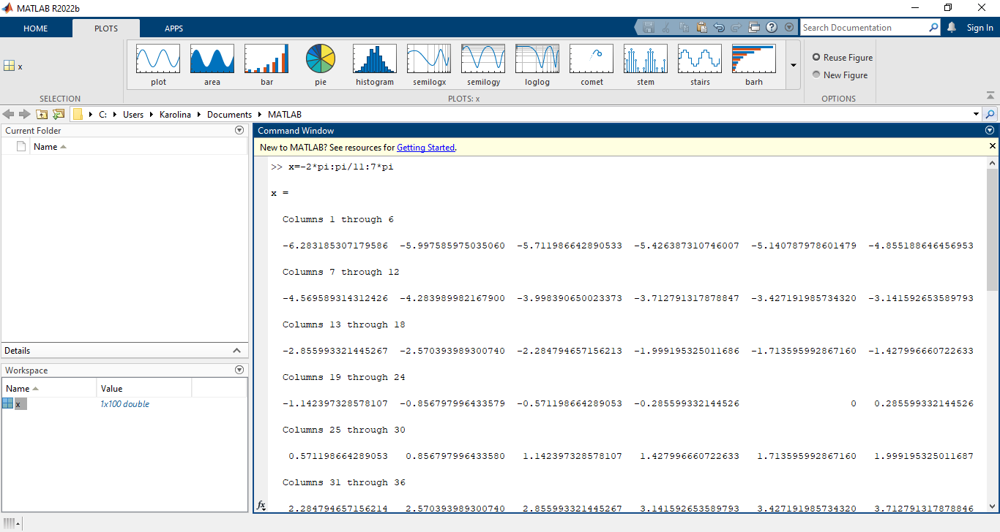 MATLAB R2022b
HOME PLOTS APPS
Search Documentation
Sign In
x
plot area bar pie histogram semilogx semilogy loglog comet stem stairs barh
Reuse Figure
New Figure
SELECTION PLOTS: x OPTIONS
C: Users Karolina Documents MATLAB
Current Folder
Name
Details
Workspace
Name Value
x 1x100 double
Command Window
New to MATLAB? See resources for Getting Started.
>> x=-2*pi:pi/11:7*pi
x =
Columns 1 through 6
-6.283185307179586 -5.997585975035060 -5.711986642890533 -5.426387310746007 -5.140787978601479 -4.855188646456953
Columns 7 through 12
-4.569589314312426 -4.283989982167900 -3.998390650023373 -3.712791317878847 -3.427191985734320 -3.141592653589793
Columns 13 through 18
-2.855993321445267 -2.570393989300740 -2.284794657156213 -1.999195325011686 -1.713595992867160 -1.427996660722633
Columns 19 through 24
-1.142397328578107 -0.856797996433579 -0.571198664289053 -0.285599332144526 0 0.285599332144526
Columns 25 through 30
0.571198664289053 0.856797996433580 1.142397328578107 1.427996660722633 1.713595992867160 1.999195325011687
Columns 31 through 36
2.284794657156214 2.570393989300740 2.855993321445267 3.141592653589793 3.427191985734320 3.712791317878846
fx